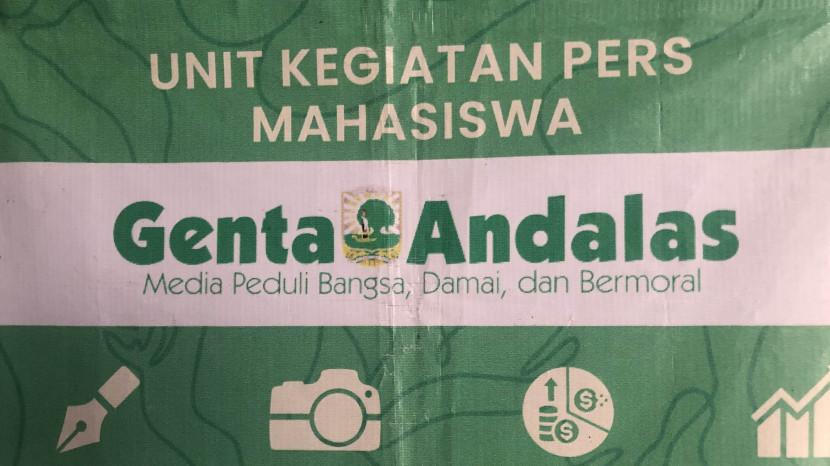 UNIT KEGIATAN PERS
MAHASISWA
Genta Andalas
Media Peduli Bangsa, Damai, dan Bermoral